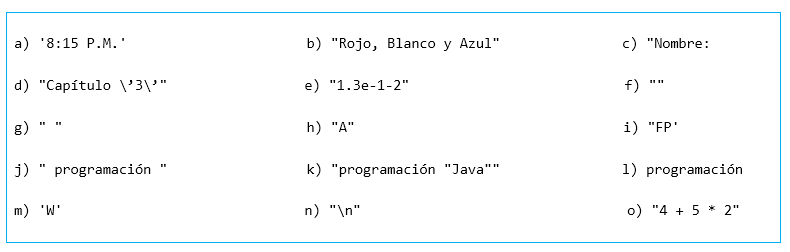 a) '8:15 P.M.' b) "Rojo, Blanco y Azul" c) "Nombre:
d) "Capítulo \’3\’" e) "1.3e-1-2" f) ""
g) " " h) "A" i) "FP'
j) " programación " k) "programación "Java"" l) programación
m) 'W' n) "\n" o) "4 + 5 * 2"